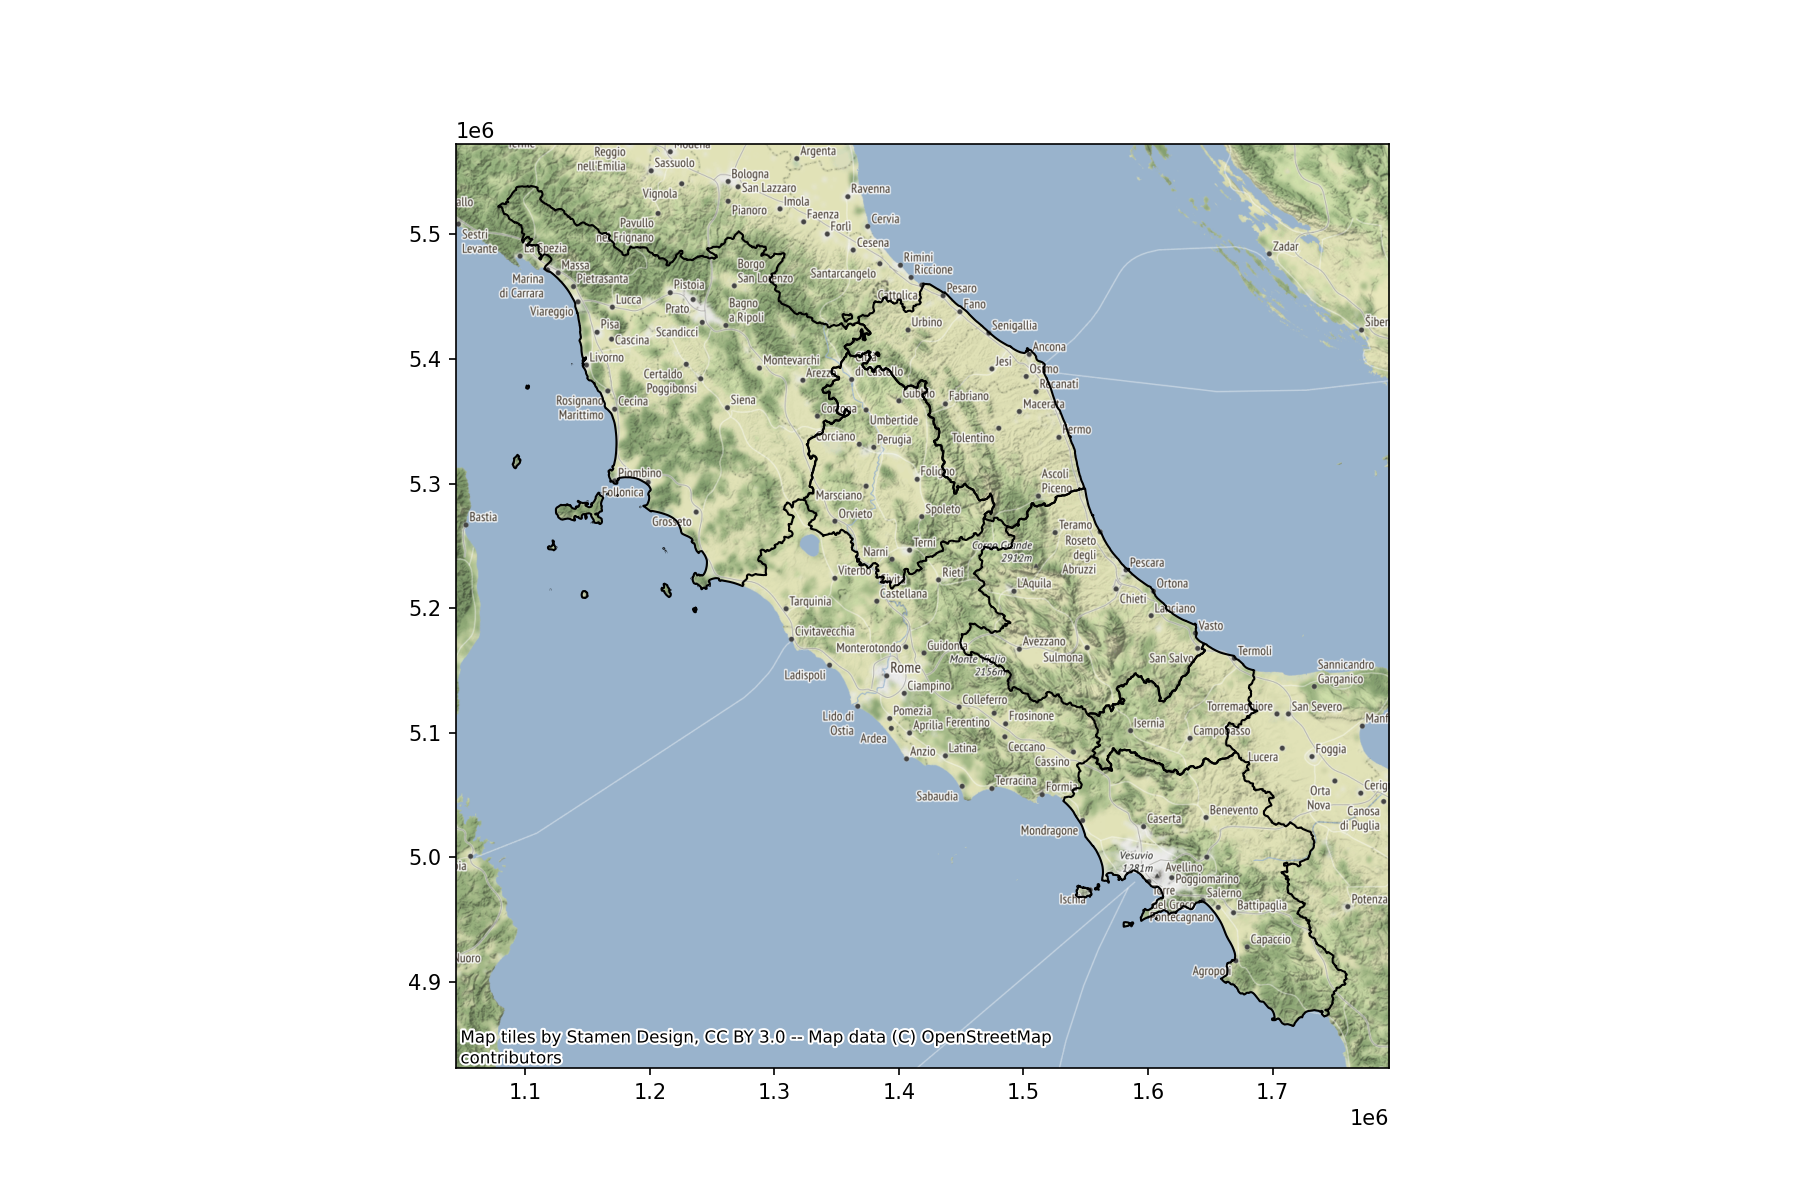 1e6
Reggio
nell'Emilia
Modena
Sassuolo
Argenta
Bologna
San Lazzaro
Vignola
Ravenna
Imola
Pianoro
Faenza
Cervia
Pavullo
nel Frignano
Forlì
Sestri
Levante
La Spezia
Cesena
Zadar
Rimini
Massa
Borgo
San Lorenzo
Santarcangelo
Riccione
Marina
di Carrara
Pietrasanta
Pistoia
Cattolica
Pesaro
Viareggio
Lucca
Prato
Bagno
a Ripoli
Fano
Pisa
Scandicci
Urbino
Senigallia
Cascina
Ancona
Livorno
Montevarchi
Città
di Castello
Jesi
Osimo
Certaldo
Poggibonsi
Arezzo
Recanati
Rosignano
Marittimo
Cecina
Siena
Cortona
Gubbio
Fabriano
Macerata
Umbertide
Corciano
Perugia
Tolentino
Fermo
Piombino
Foligno
Ascoli
Piceno
Follonica
Marsciano
Bastia
Grosseto
Orvieto
Spoleto
Teramo
Roseto
degli
Abruzzi
Narni
Terni
Corno Grande
2912m
Pescara
Viterbo
Civita
Castellana
Rieti
L'Aquila
Ortona
Chieti
Tarquinia
Lanciano
Civitavecchia
Vasto
Monterotondo
Guidonia
Avezzano
Sulmona
San Salvo
Termoli
Monte Viglio
2156m
Ladispoli
Rome
Sannicandro
Garganico
Ciampino
Colleferro
Torremaggiore
San Severo
Lido di
Ostia
Pomezia
Ferentino
Frosinone
Isernia
Campobasso
Manf
Ardea
Aprilia
Anzio
Latina
Ceccano
Cassino
Lucera
Foggia
Sabaudia
Terracina
Formia
Orta
Nova
Cerig
Canosa
di Puglia
Mondragone
Caserta
Benevento
Vesuvio
1281m
Avellino
Poggiomarino
Ischia
Torre
del Greco
Salerno
Pontecagnano
Battipaglia
Potenza
Nuoro
Capaccio
Agropoli
5.5
5.4
5.3
5.2
5.1
5.0
4.9
Map tiles by Stamen Design, CC BY 3.0 -- Map data (C) OpenStreetMap
contributors
1.1 1.2 1.3 1.4 1.5 1.6 1.7
1e6